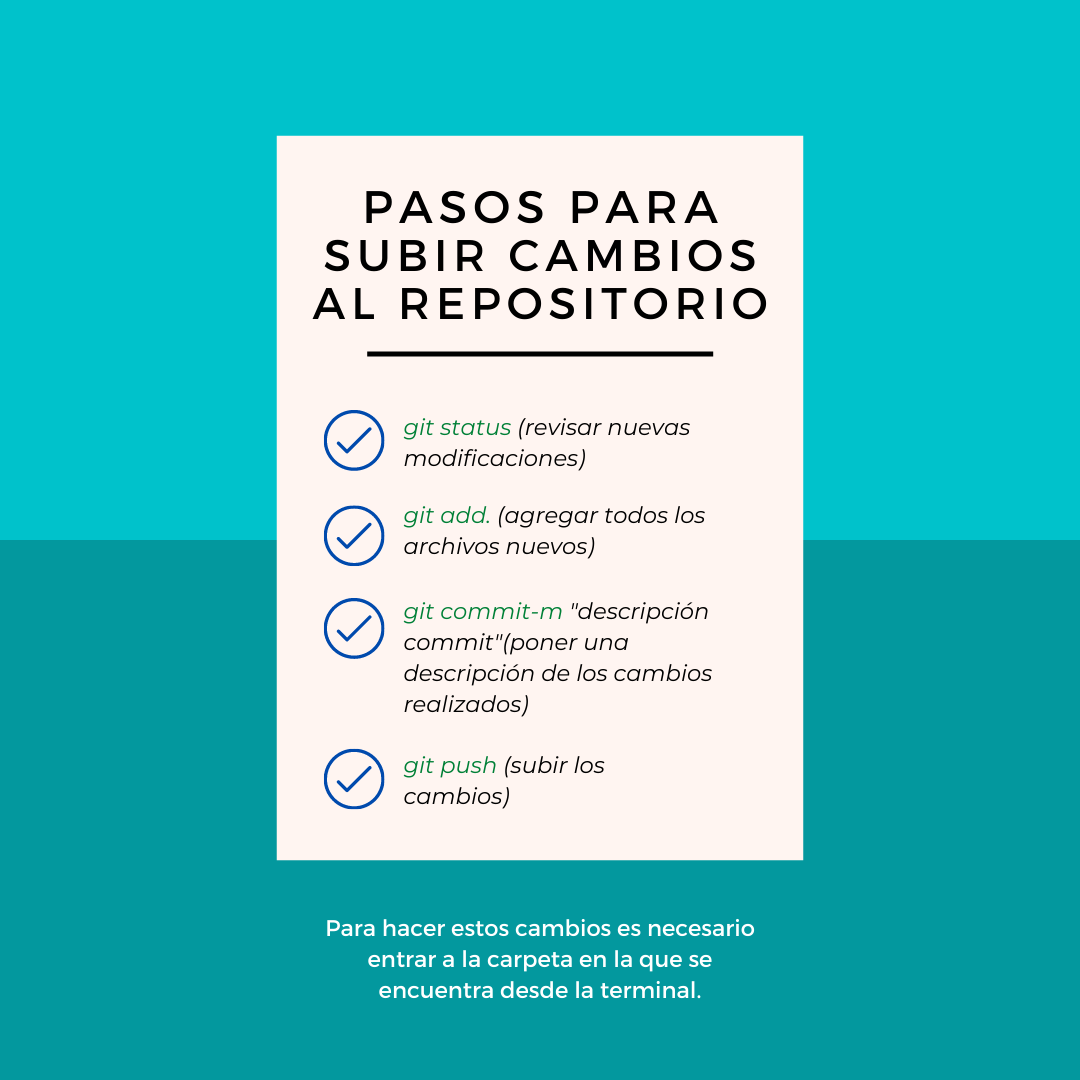 PASOS PARA
SUBIR CAMBIOS
AL REPOSITORIO
git status (revisar nuevas
modificaciones)
git add. (agregar todos los
archivos nuevos)
git commit-m "descripción
commit"(poner una
descripción de los cambios
realizados)
git push (subir los
cambios)
Para hacer estos cambios es necesario
entrar a la carpeta en la que se
encuentra desde la terminal.